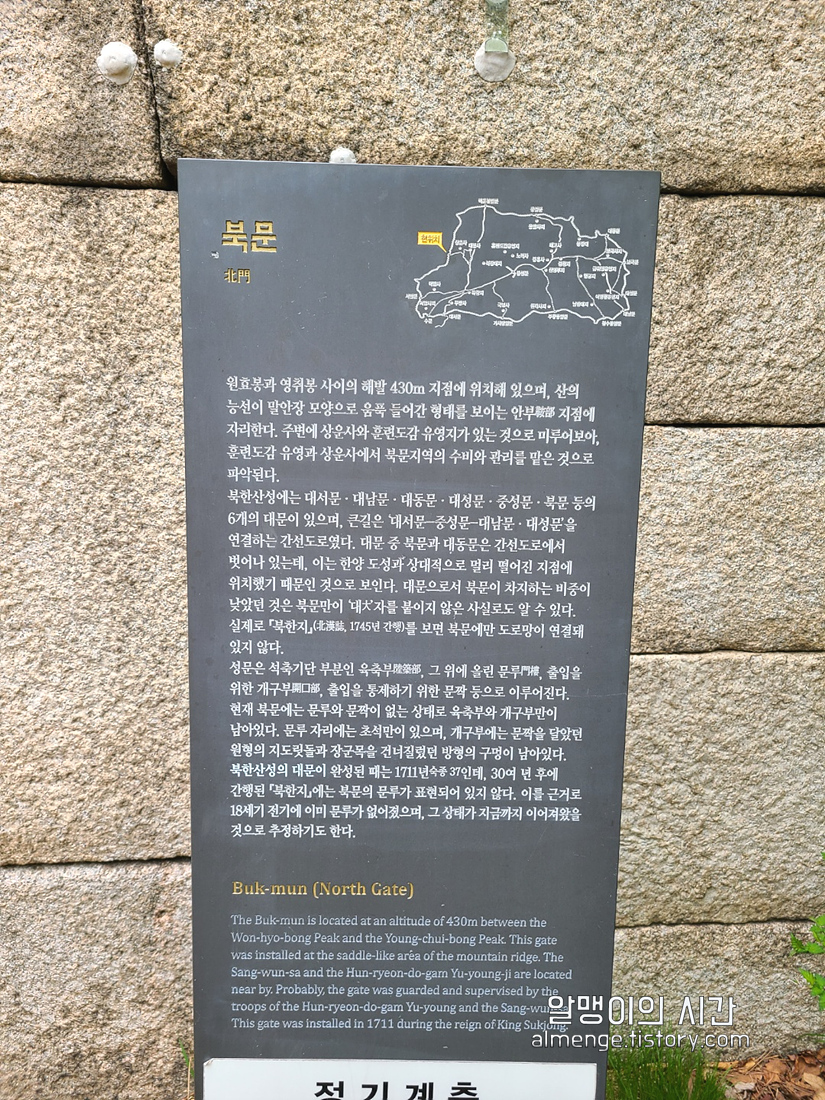 북문
北門
현위치
원효봉과 영취봉 사이의 해발 430m 지점에 위치해 있으며, 산의
능선이 말안장 모양으로 움푹 들어간 형태를 보이는 안부鞍部 지점에
자리한다. 주변에 상운사와 훈련도감 유영지가 있는 것으로 미루어보아,
훈련도감 유영과 상운사에서 북문지역의 수비와 관리를 맡은 것으로
파악된다.
북한산성에는 대서문 · 대남문 · 대동문 · 대성문 · 중성문 · 북문 등의
6개의 대문이 있으며, 큰길은 '대서문—중성문—대남문 · 대성문'을
연결하는 간선도로였다. 대문 중 북문과 대동문은 간선도로에서
벗어나 있는데, 이는 한양 도성과 상대적으로 멀리 떨어진 지점에
위치했기 때문인 것으로 보인다. 대문으로서 북문이 차지하는 비중이
낮았던 것은 북문만이 '대大'자를 붙이지 않은 사실로도 알 수 있다.
실제로 『북한지』(北漢誌, 1745년 간행)를 보면 북문에만 도로망이 연결돼
있지 않다.
성문은 석축기단 부분인 육축부陸築部, 그 위에 올린 문루門樓, 출입을
위한 개구부開口部, 출입을 통제하기 위한 문짝 등으로 이루어진다.
현재 북문에는 문루와 문짝이 없는 상태로 육축부와 개구부만이
남아있다. 문루 자리에는 초석만이 있으며, 개구부에는 문짝을 달았던
원형의 지도릿돌과 장군목을 건너질렀던 방형의 구멍이 남아있다.
북한산성의 대문이 완성된 때는 1711년숙종 37인데, 30여 년 후에
간행된 『북한지』에는 북문의 문루가 표현되어 있지 않다. 이를 근거로
18세기 전기에 이미 문루가 없어졌으며, 그 상태가 지금까지 이어져왔을
것으로 추정하기도 한다.
Buk-mun (North Gate)
The Buk-mun is located at an altitude of 430m between the
Won-hyo-bong Peak and the Young-chui-bong Peak. This gate
was installed at the saddle-like area of the mountain ridge. The
Sang-wun-sa and the Hun-ryeon-do-gam Yu-young-ji are located
near by. Probably, the gate was guarded and supervised by the
troops of the Hun-ryeon-do-gam Yu-young and the Sang-wun
This gate was installed in 1711 during the reign of King Sukjong.
알맹이의 시간
almenge.tistory.com